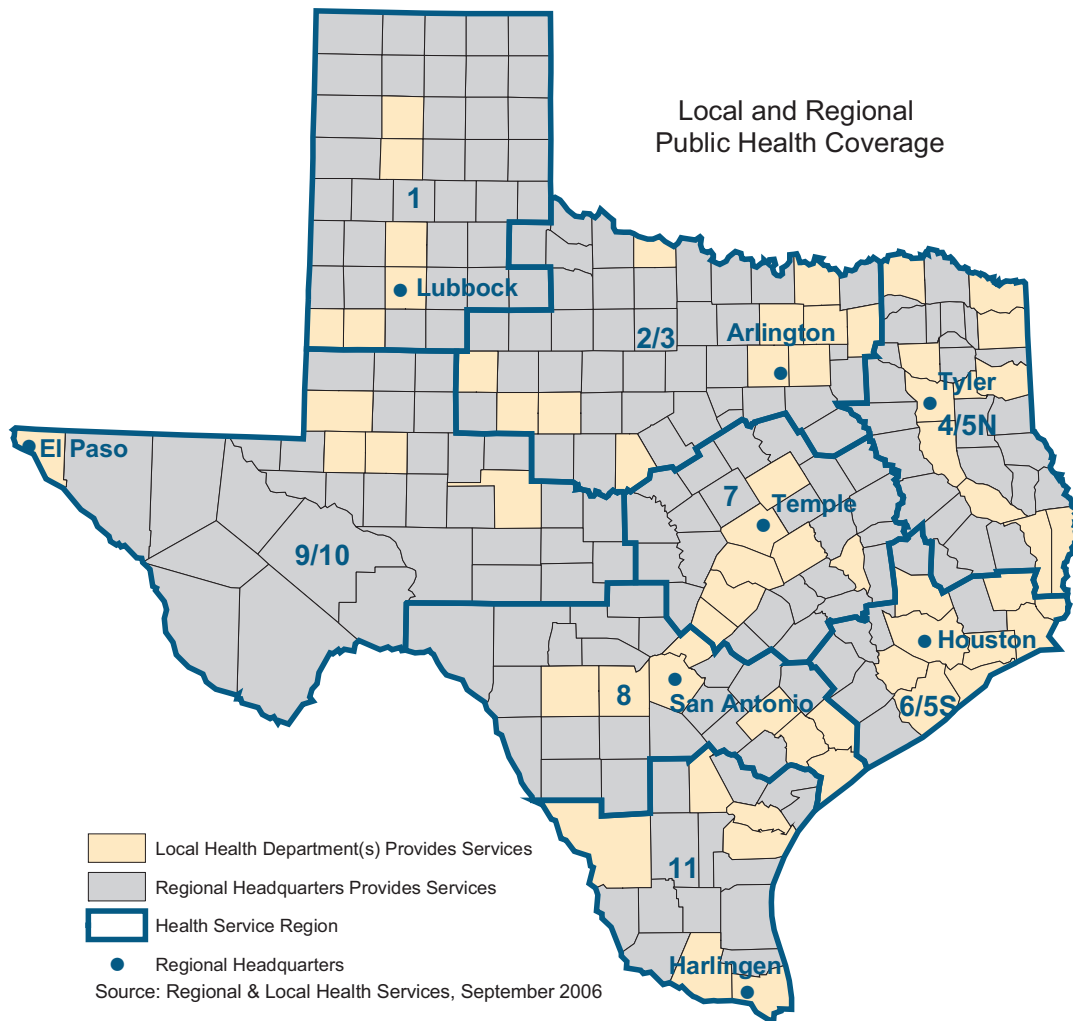 Local and Regional
Public Health Coverage
1
Lubbock
2/3
Arlington
Tyler
4/5N
El Paso
7
Temple
9/10
Houston
8
San Antonio
6/5S
11
Harlingen
Local Health Department(s) Provides Services
Regional Headquarters Provides Services
Health Service Region
Regional Headquarters
Source: Regional & Local Health Services, September 2006